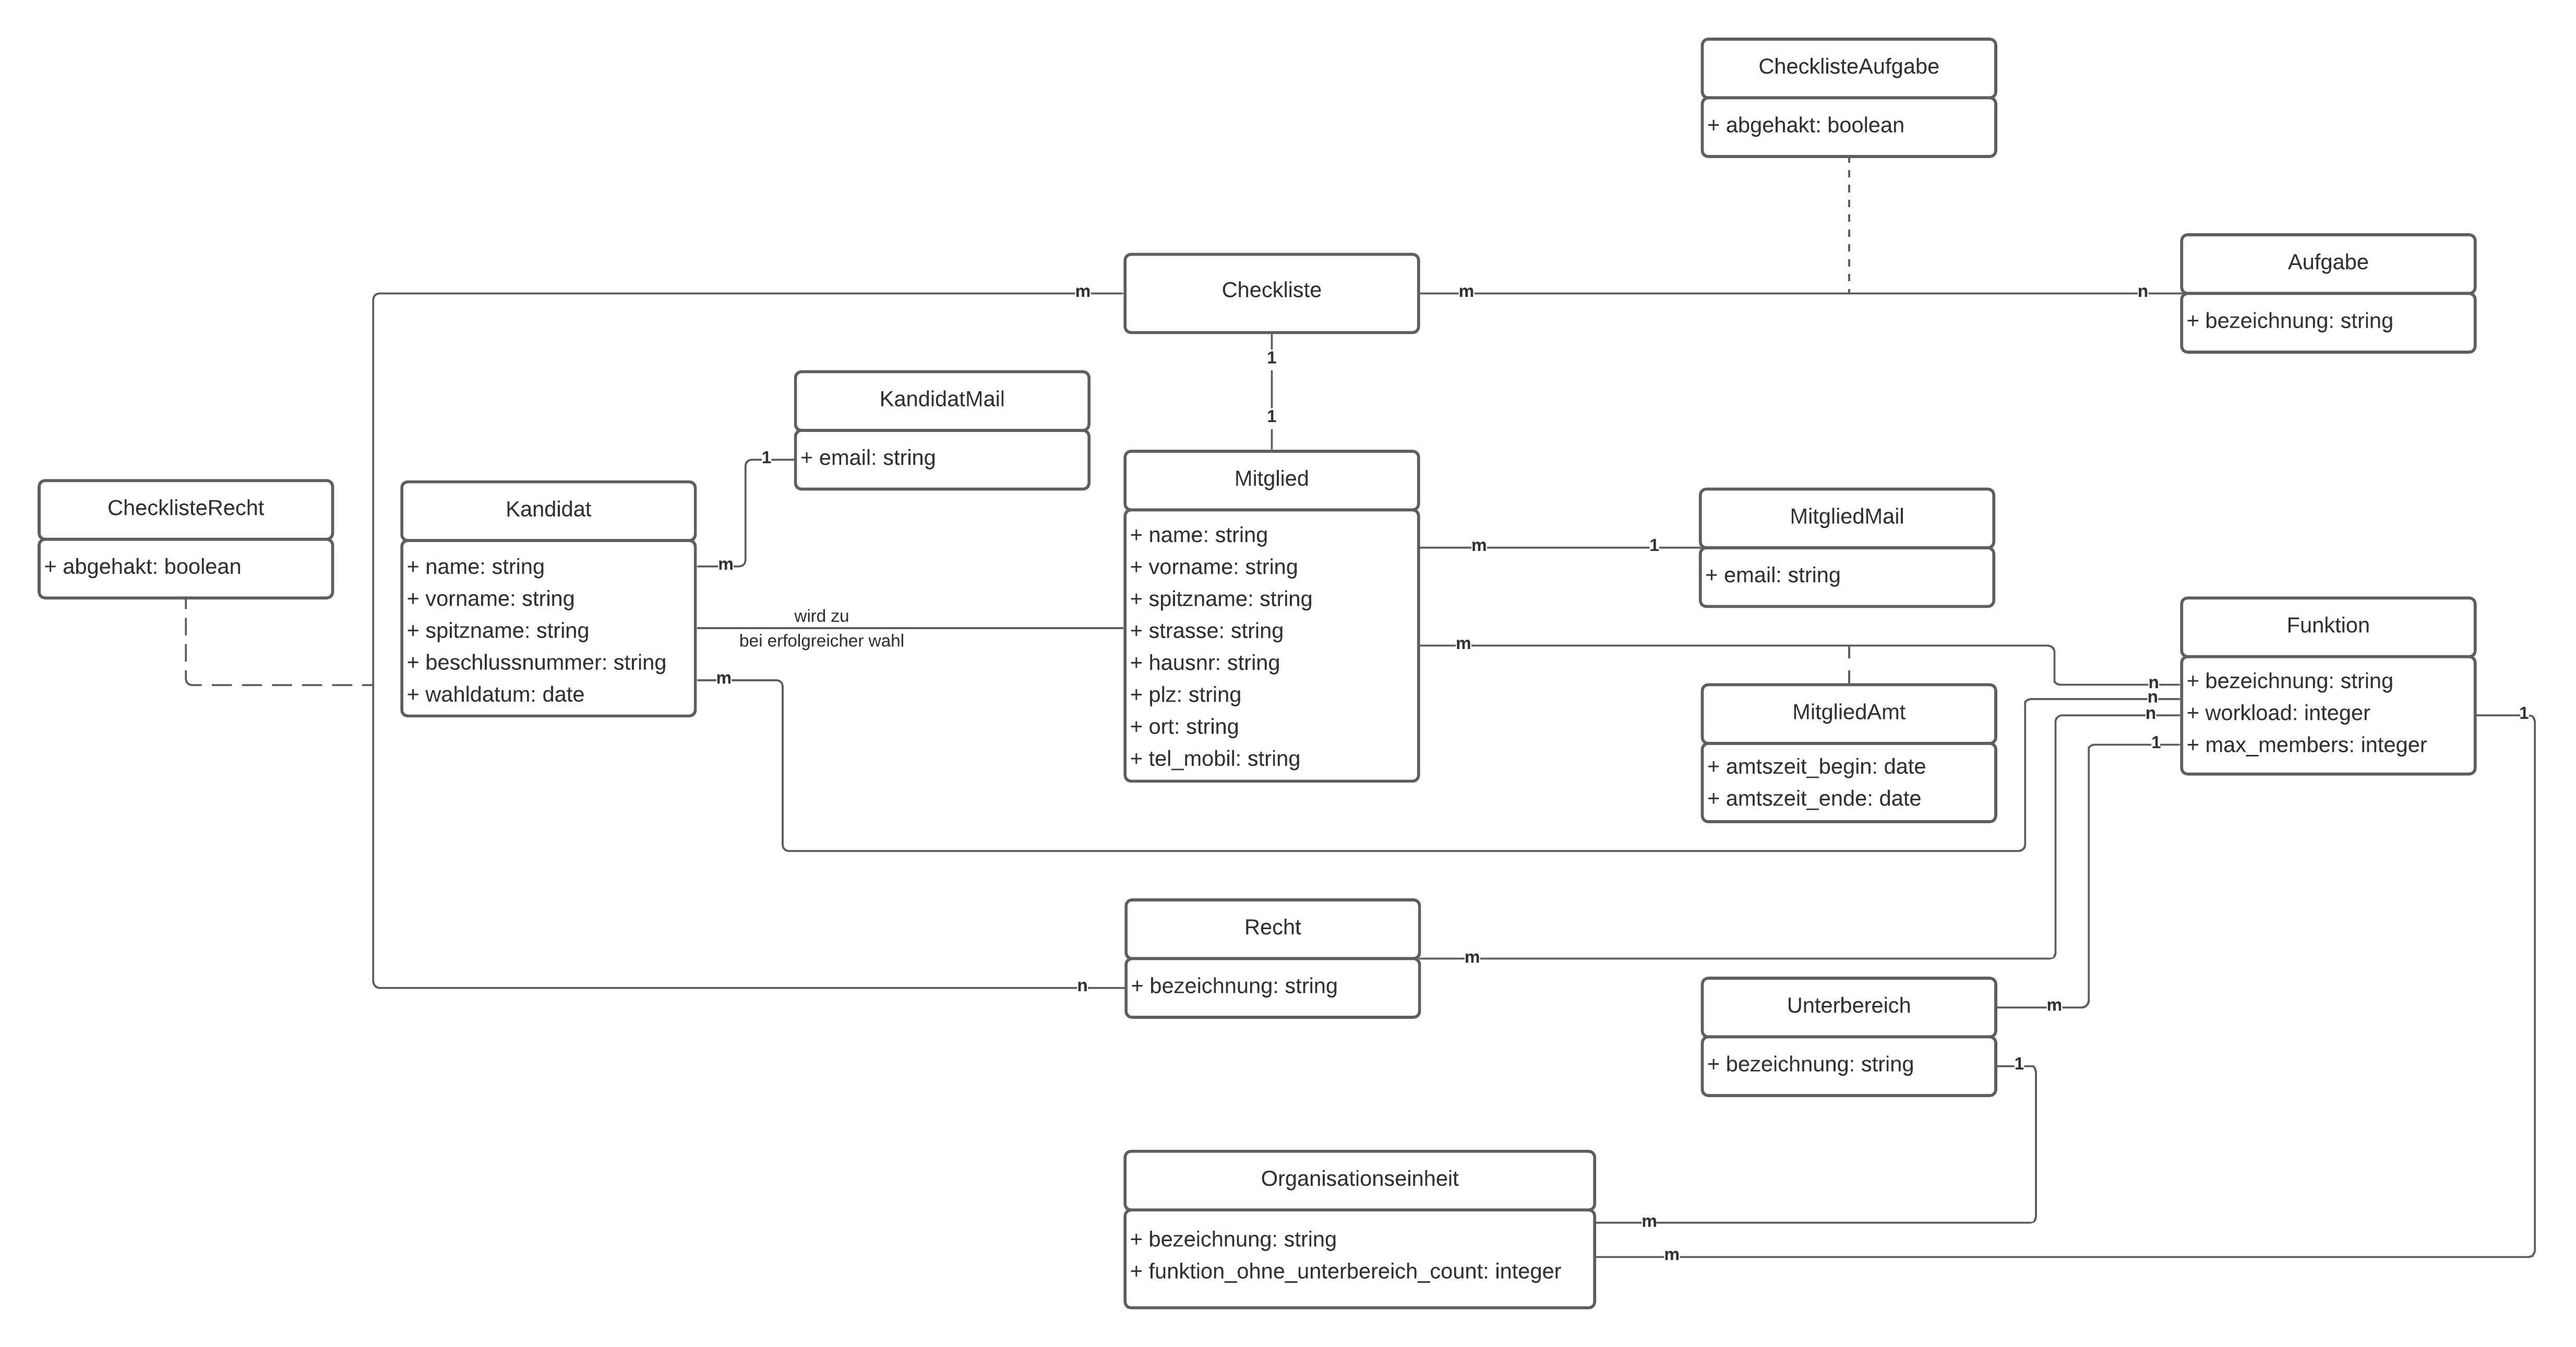 ChecklisteAufgabe
+ abgehakt: boolean
Aufgabe
+ bezeichnung: string
Checkliste
m
m
n
1
1
KandidatMail
+ email: string
1
m
ChecklisteRecht
+ abgehakt: boolean
Kandidat
+ name: string
+ vorname: string
+ spitzname: string
+ beschlussnummer: string
+ wahldatum: date
wird zu
bei erfolgreicher wahl
m
Mitglied
+ name: string
+ vorname: string
+ spitzname: string
+ strasse: string
+ hausnr: string
+ plz: string
+ ort: string
+ tel_mobil: string
m
1
MitgliedMail
+ email: string
m
MitgliedAmt
+ amtszeit_begin: date
+ amtszeit_ende: date
Funktion
+ bezeichnung: string
+ workload: integer
+ max_members: integer
n
n
n
1
1
Recht
+ bezeichnung: string
m
n
Unterbereich
+ bezeichnung: string
m
1
Organisationseinheit
+ bezeichnung: string
+ funktion_ohne_unterbereich_count: integer
m
m